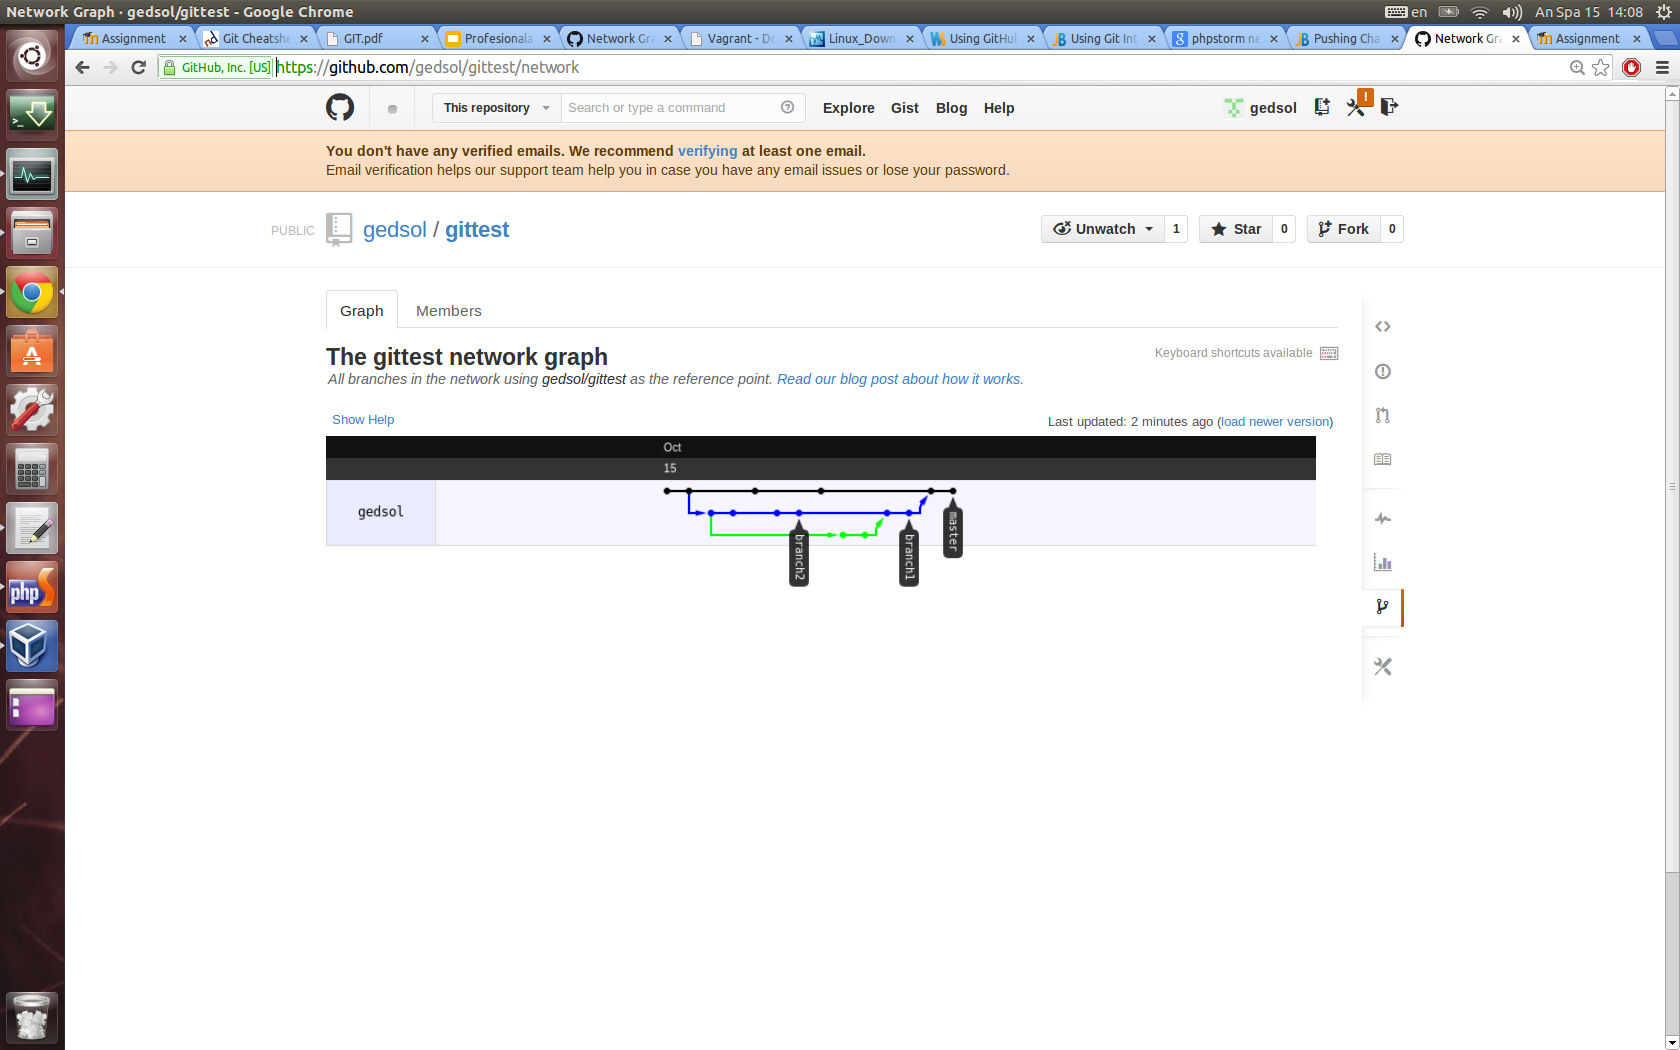 Network Graph · gedsol/gittest - Google Chrome
en
An Spa 15 14:08
Assignment
Git Cheatshe
GIT.pdf
Profesionala
Network Gra
Vagrant - Do
Linux_Down
Using GitHub
Using Git Int
phpstorm ne
Pushing Cha
Network Gra
Assignment
GitHub, Inc. [US]
https://github.com/gedsol/gittest/network
This repository
Search or type a command
Explore
Gist
Blog
Help
gedsol
!
You don't have any verified emails. We recommend verifying at least one email.
Email verification helps our support team help you in case you have any email issues or lose your password.
PUBLIC
gedsol / gittest
Unwatch
1
Star
0
Fork
0
Graph
Members
The gittest network graph
Keyboard shortcuts available
All branches in the network using gedsol/gittest as the reference point. Read our blog post about how it works.
Show Help
Last updated: 2 minutes ago (load newer version)
Oct
15
gedsol
branch2
branch1
master
php